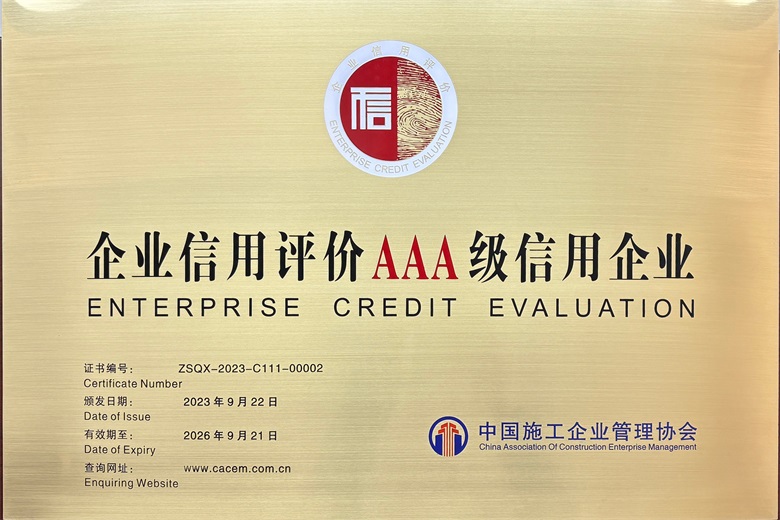 企业信用评价
信
ENTERPRISE CREDIT EVALUATION
企业信用评价AAA级信用企业
ENTERPRISE CREDIT EVALUATION
证书编号: ZSQX-2023-C111-00002
Certificate Number
颁发日期: 2023 年 9 月 22 日
Date of Issue
有效期至: 2026 年 9 月 21 日
Date of Expiry
查询网址: www.cacem.com.cn
Enquiring Website
中国施工企业管理协会
China Association Of Construction Enterprise Management